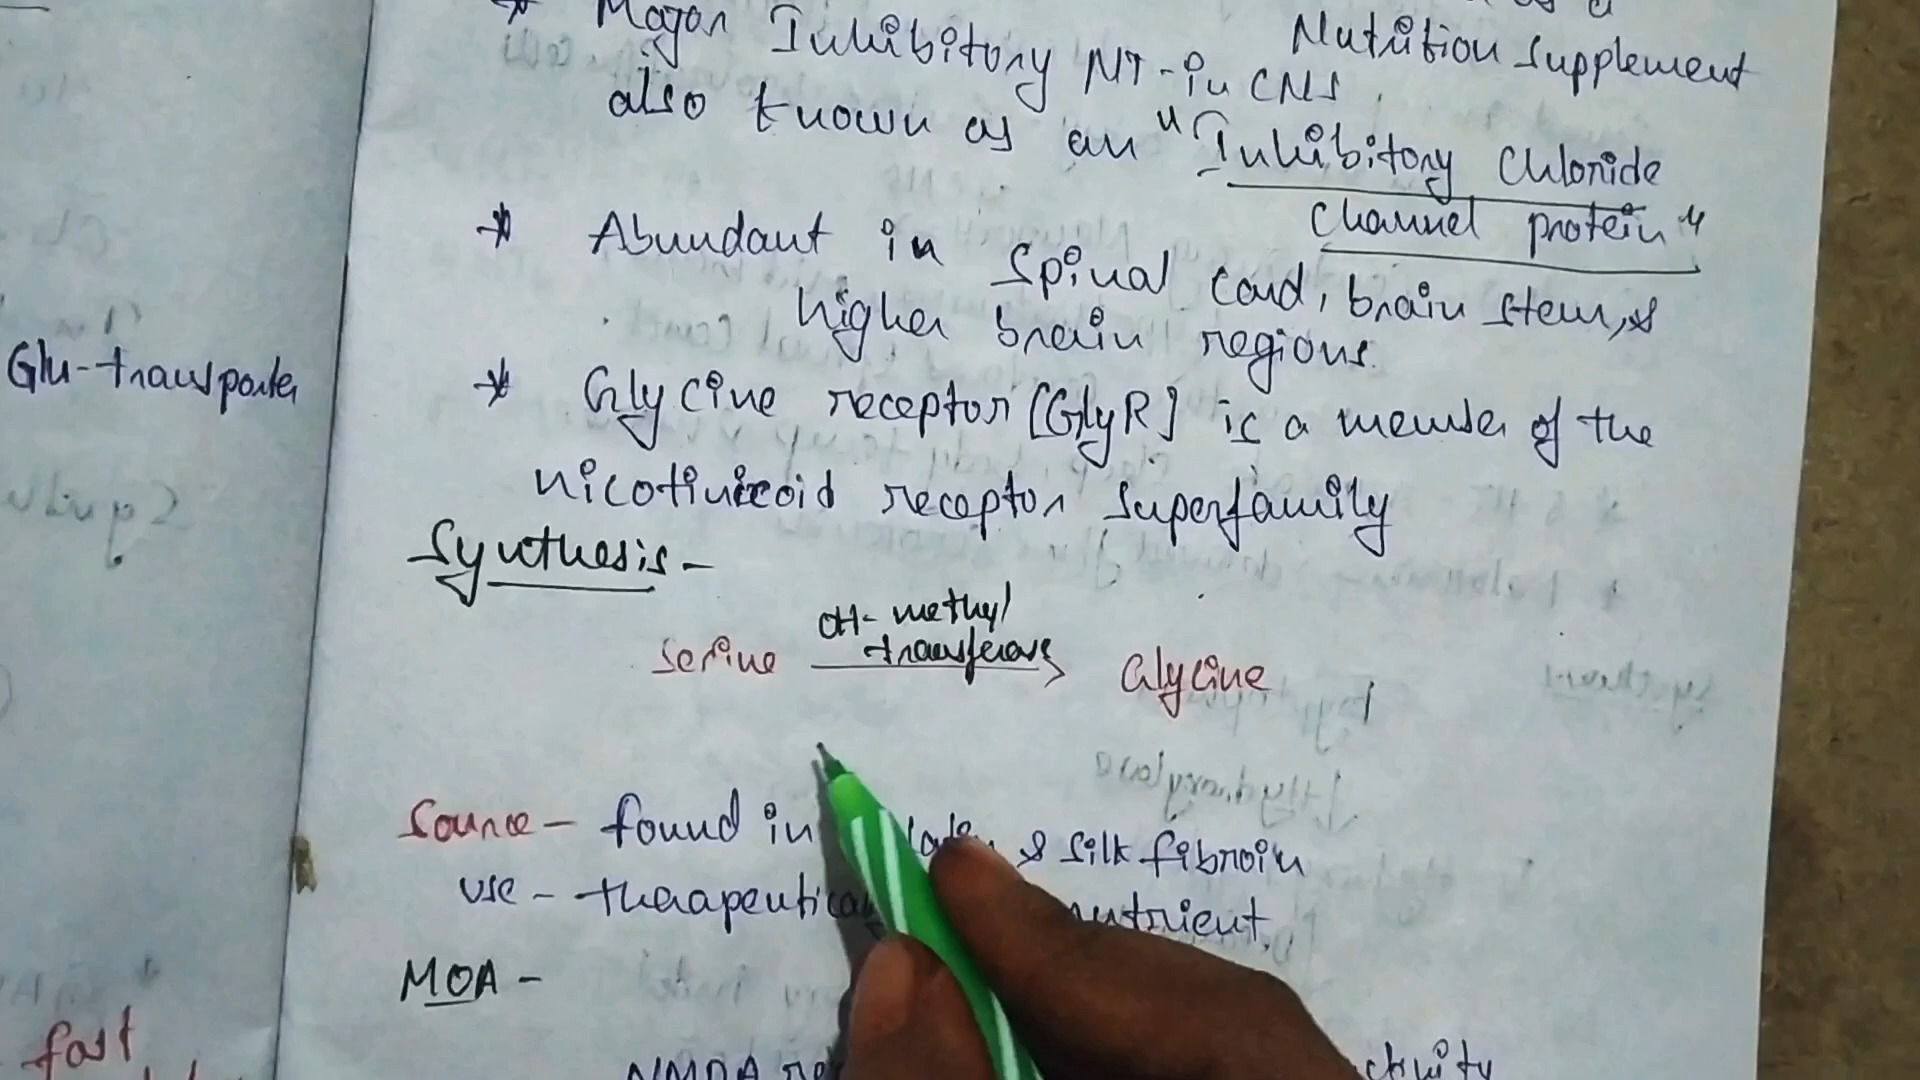 * Major Inhibitory NT - in CNS
Nutrition Supplement
also known as an "Inhibitory Chloride
Channel protein"
* Abundant in Spinal Cord, brain stem, &
higher brain regions.
* Glycine receptor [GlyR] is a member of the
nicotinicoid receptor superfamily
Synthesis -
Serine OH- methyl
transferase Glycine
Source - found in & silk fibroin
use - nutrient.
MOA -
NMDA
Glu-transporter
fast